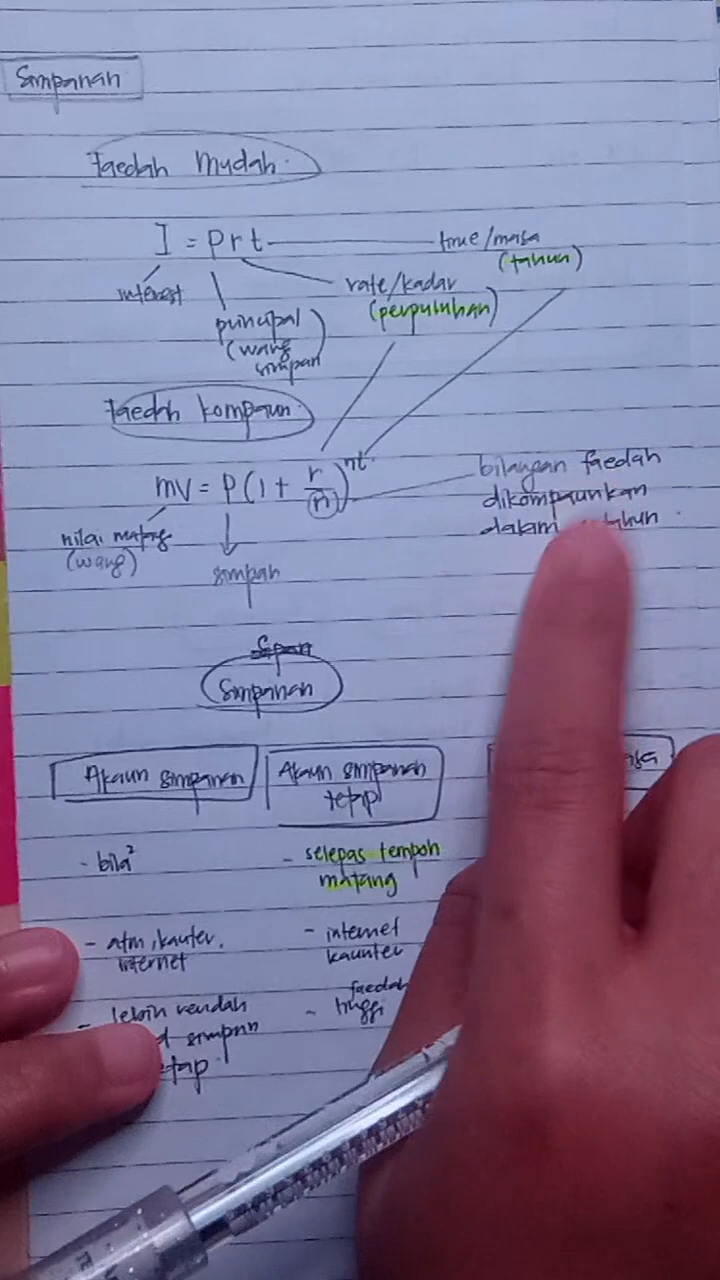 Simpanan
Faedah Mudah.
I = Prt
time/masa
(tahun)
interest
rate/kadar
(perpuluhan)
principal
(wang
simpan)
Faedah kompaun
MV = P(1 + r/n)^nt
bilangan faedah
dikompaunkan
dalam
nilai matang
(wang)
simpan
Simpanan
Akaun simpanan
Akaun simpanan
tetap
- bila²
- selepas tempoh
matang
- atm, kaunter,
internet
- internet
kaunter
- lebih rendah
simpnn
- faedah
tinggi